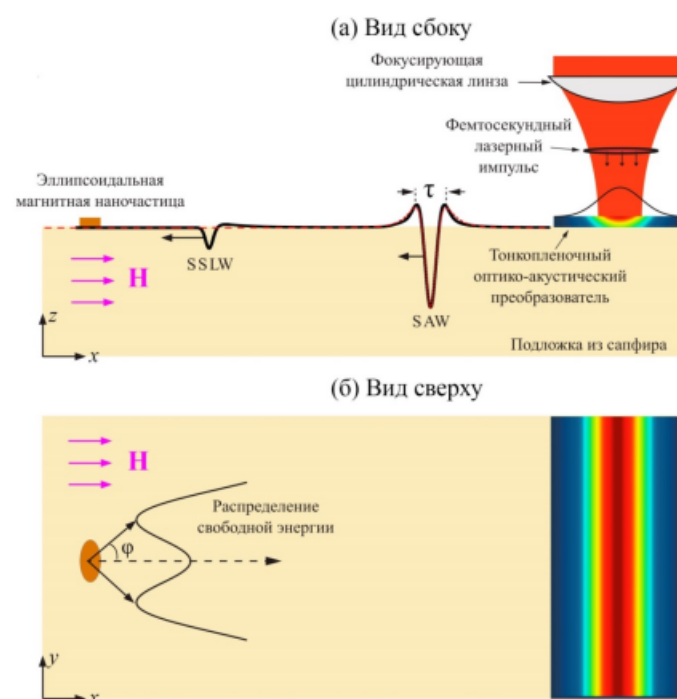 (а) Вид сбоку
Фокусирующая
цилиндрическая линза
Фемтосекундный
лазерный
импульс
Эллипсоидальная
магнитная наночастица
τ
SSLW
H
SAW
Тонкопленочный
оптико-акустический
преобразователь
z
x
Подложка из сапфира
(б) Вид сверху
H
Распределение
свободной энергии
φ
y
x